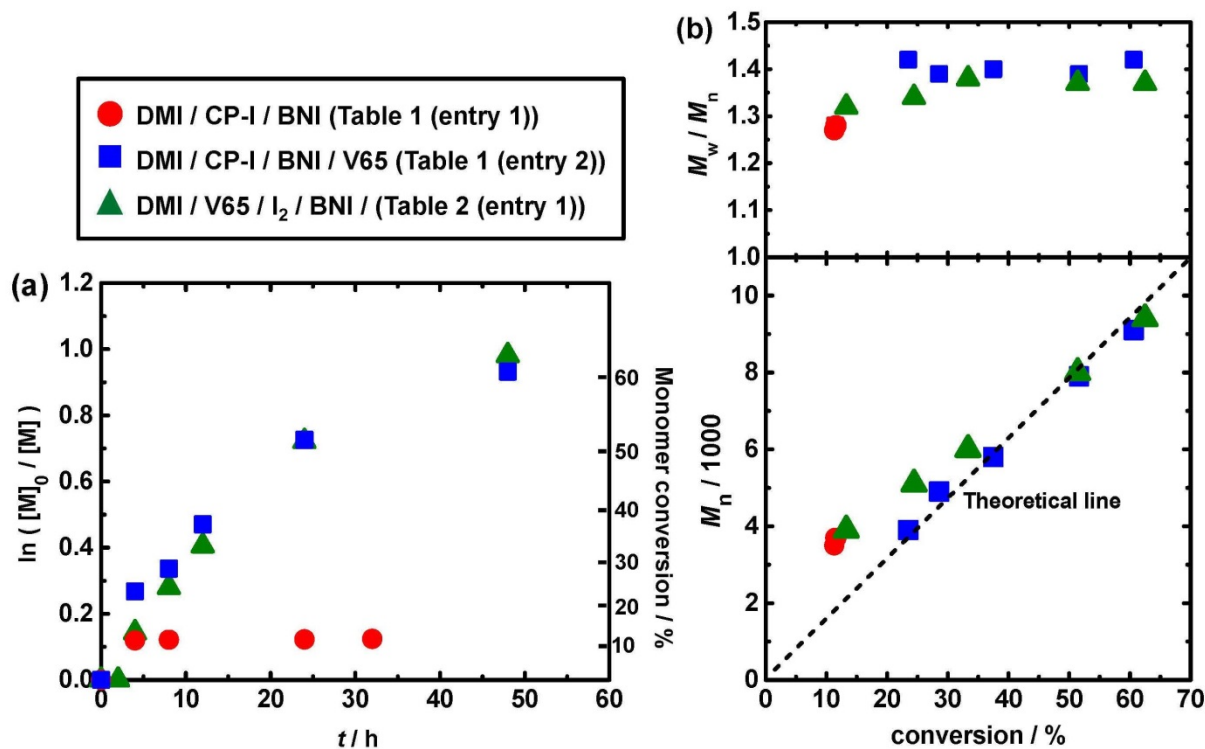 DMI / CP-I / BNI (Table 1 (entry 1))
DMI / CP-I / BNI / V65 (Table 1 (entry 2))
DMI / V65 / I₂ / BNI / (Table 2 (entry 1))
(a)
ln ( [M]₀ / [M] )
1.2
1.0
0.8
0.6
0.4
0.2
0.0
0 10 20 30 40 50 60
t / h
60
50
40
30
20
10
Monomer conversion / %
(b)
Mw / Mn
1.5
1.4
1.3
1.2
1.1
1.0
Mn / 1000
10
8
6
4
2
0
Theoretical line
0 10 20 30 40 50 60 70
conversion / %